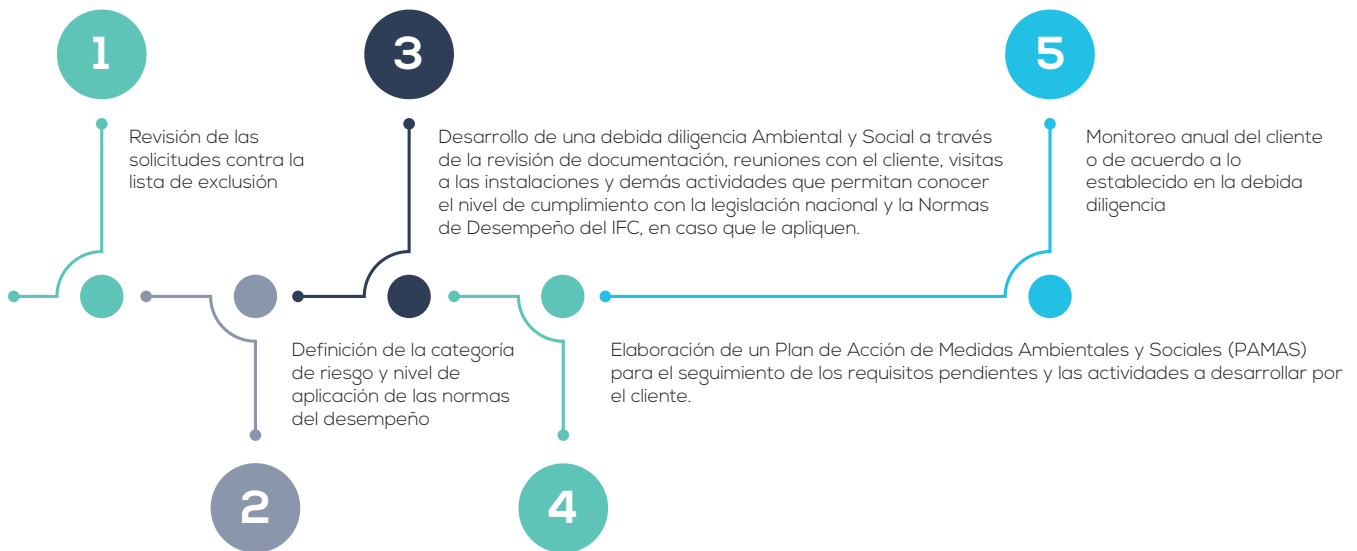 1
Revisión de las
solicitudes contra la
lista de exclusión
2
Definición de la categoría
de riesgo y nivel de
aplicación de las normas
del desempeño
3
Desarrollo de una debida diligencia Ambiental y Social a través
de la revisión de documentación, reuniones con el cliente, visitas
a las instalaciones y demás actividades que permitan conocer
el nivel de cumplimiento con la legislación nacional y la Normas
de Desempeño del IFC, en caso que le apliquen.
4
Elaboración de un Plan de Acción de Medidas Ambientales y Sociales (PAMAS)
para el seguimiento de los requisitos pendientes y las actividades a desarrollar por
el cliente.
5
Monitoreo anual del cliente
o de acuerdo a lo
establecido en la debida
diligencia